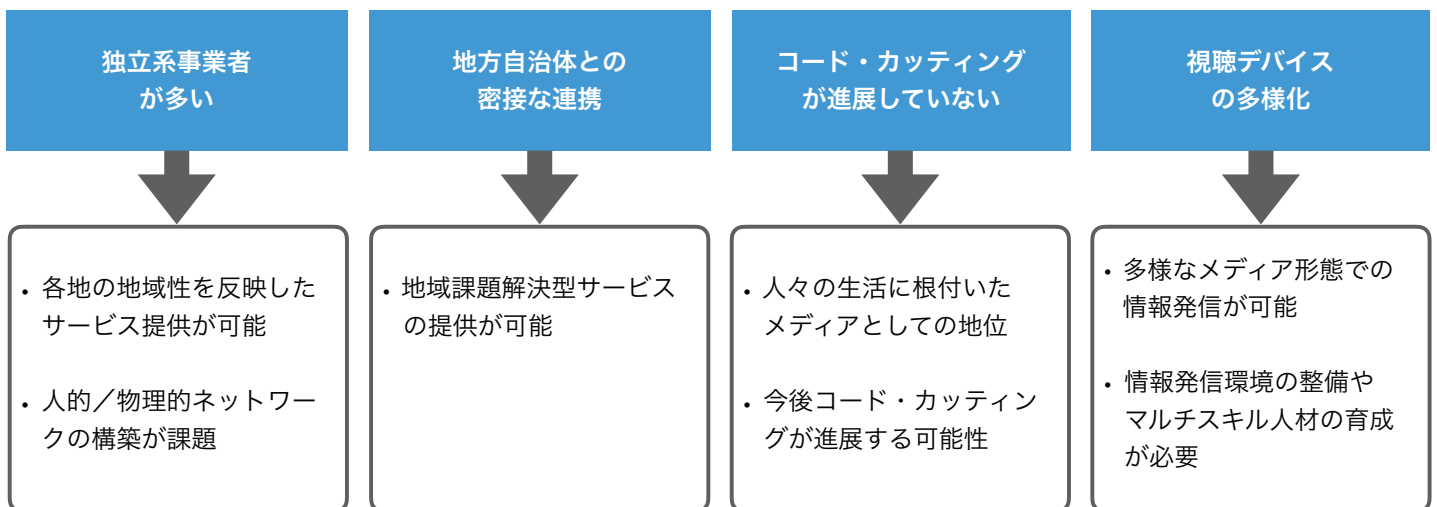 独立系事業者
が多い
地方自治体との
密接な連携
コード・カッティング
が進展していない
視聴デバイス
の多様化
・各地の地域性を反映した
サービス提供が可能
・人的／物理的ネットワー
クの構築が課題
・地域課題解決型サービス
の提供が可能
・人々の生活に根付いた
メディアとしての地位
・今後コード・カッティン
グが進展する可能性
・多様なメディア形態での
情報発信が可能
・情報発信環境の整備や
マルチスキル人材の育成
が必要